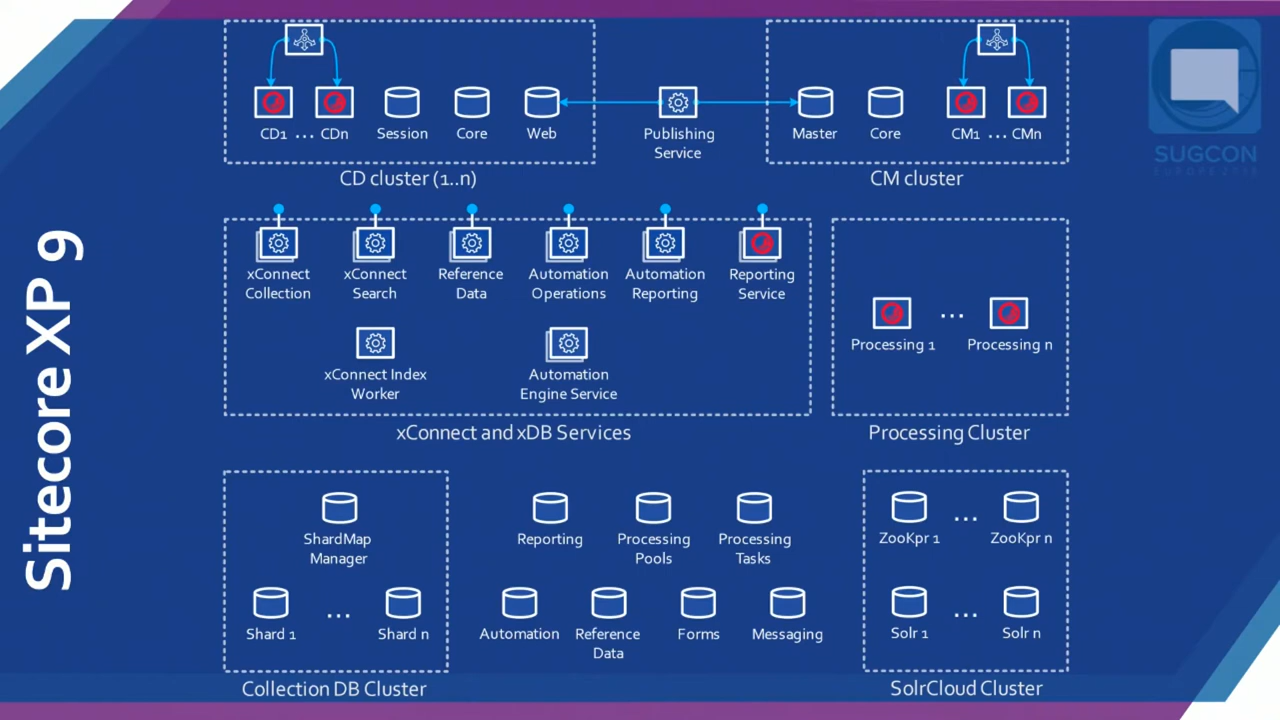 Sitecore XP 9
CD1 ... CDn
Session
Core
Web
Publishing
Service
Master
Core
CM1 ... CMn
CD cluster (1..n)
CM cluster
SUGCON
xConnect
Collection
xConnect
Search
Reference
Data
Automation
Operations
Automation
Reporting
Reporting
Service
xConnect Index
Worker
Automation
Engine Service
Processing 1
...
Processing n
xConnect and xDB Services
Processing Cluster
ShardMap
Manager
Shard 1
...
Shard n
Collection DB Cluster
Reporting
Processing
Pools
Processing
Tasks
Automation
Reference
Data
Forms
Messaging
ZooKpr 1
...
ZooKpr n
Solr 1
...
Solr n
SolrCloud Cluster